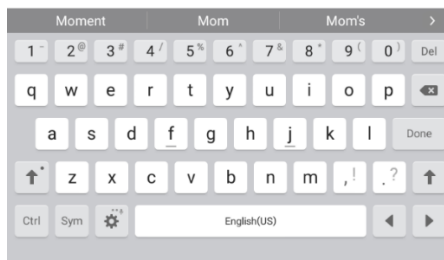 Moment Mom Mom's >
1 - 2 @ 3 # 4 / 5 % 6 ^ 7 & 8 * 9 ( 0 ) Del
q w e r t y u i o p
a s d f g h j k l Done
z x c v b n m , ! . ?
Ctrl Sym English(US)